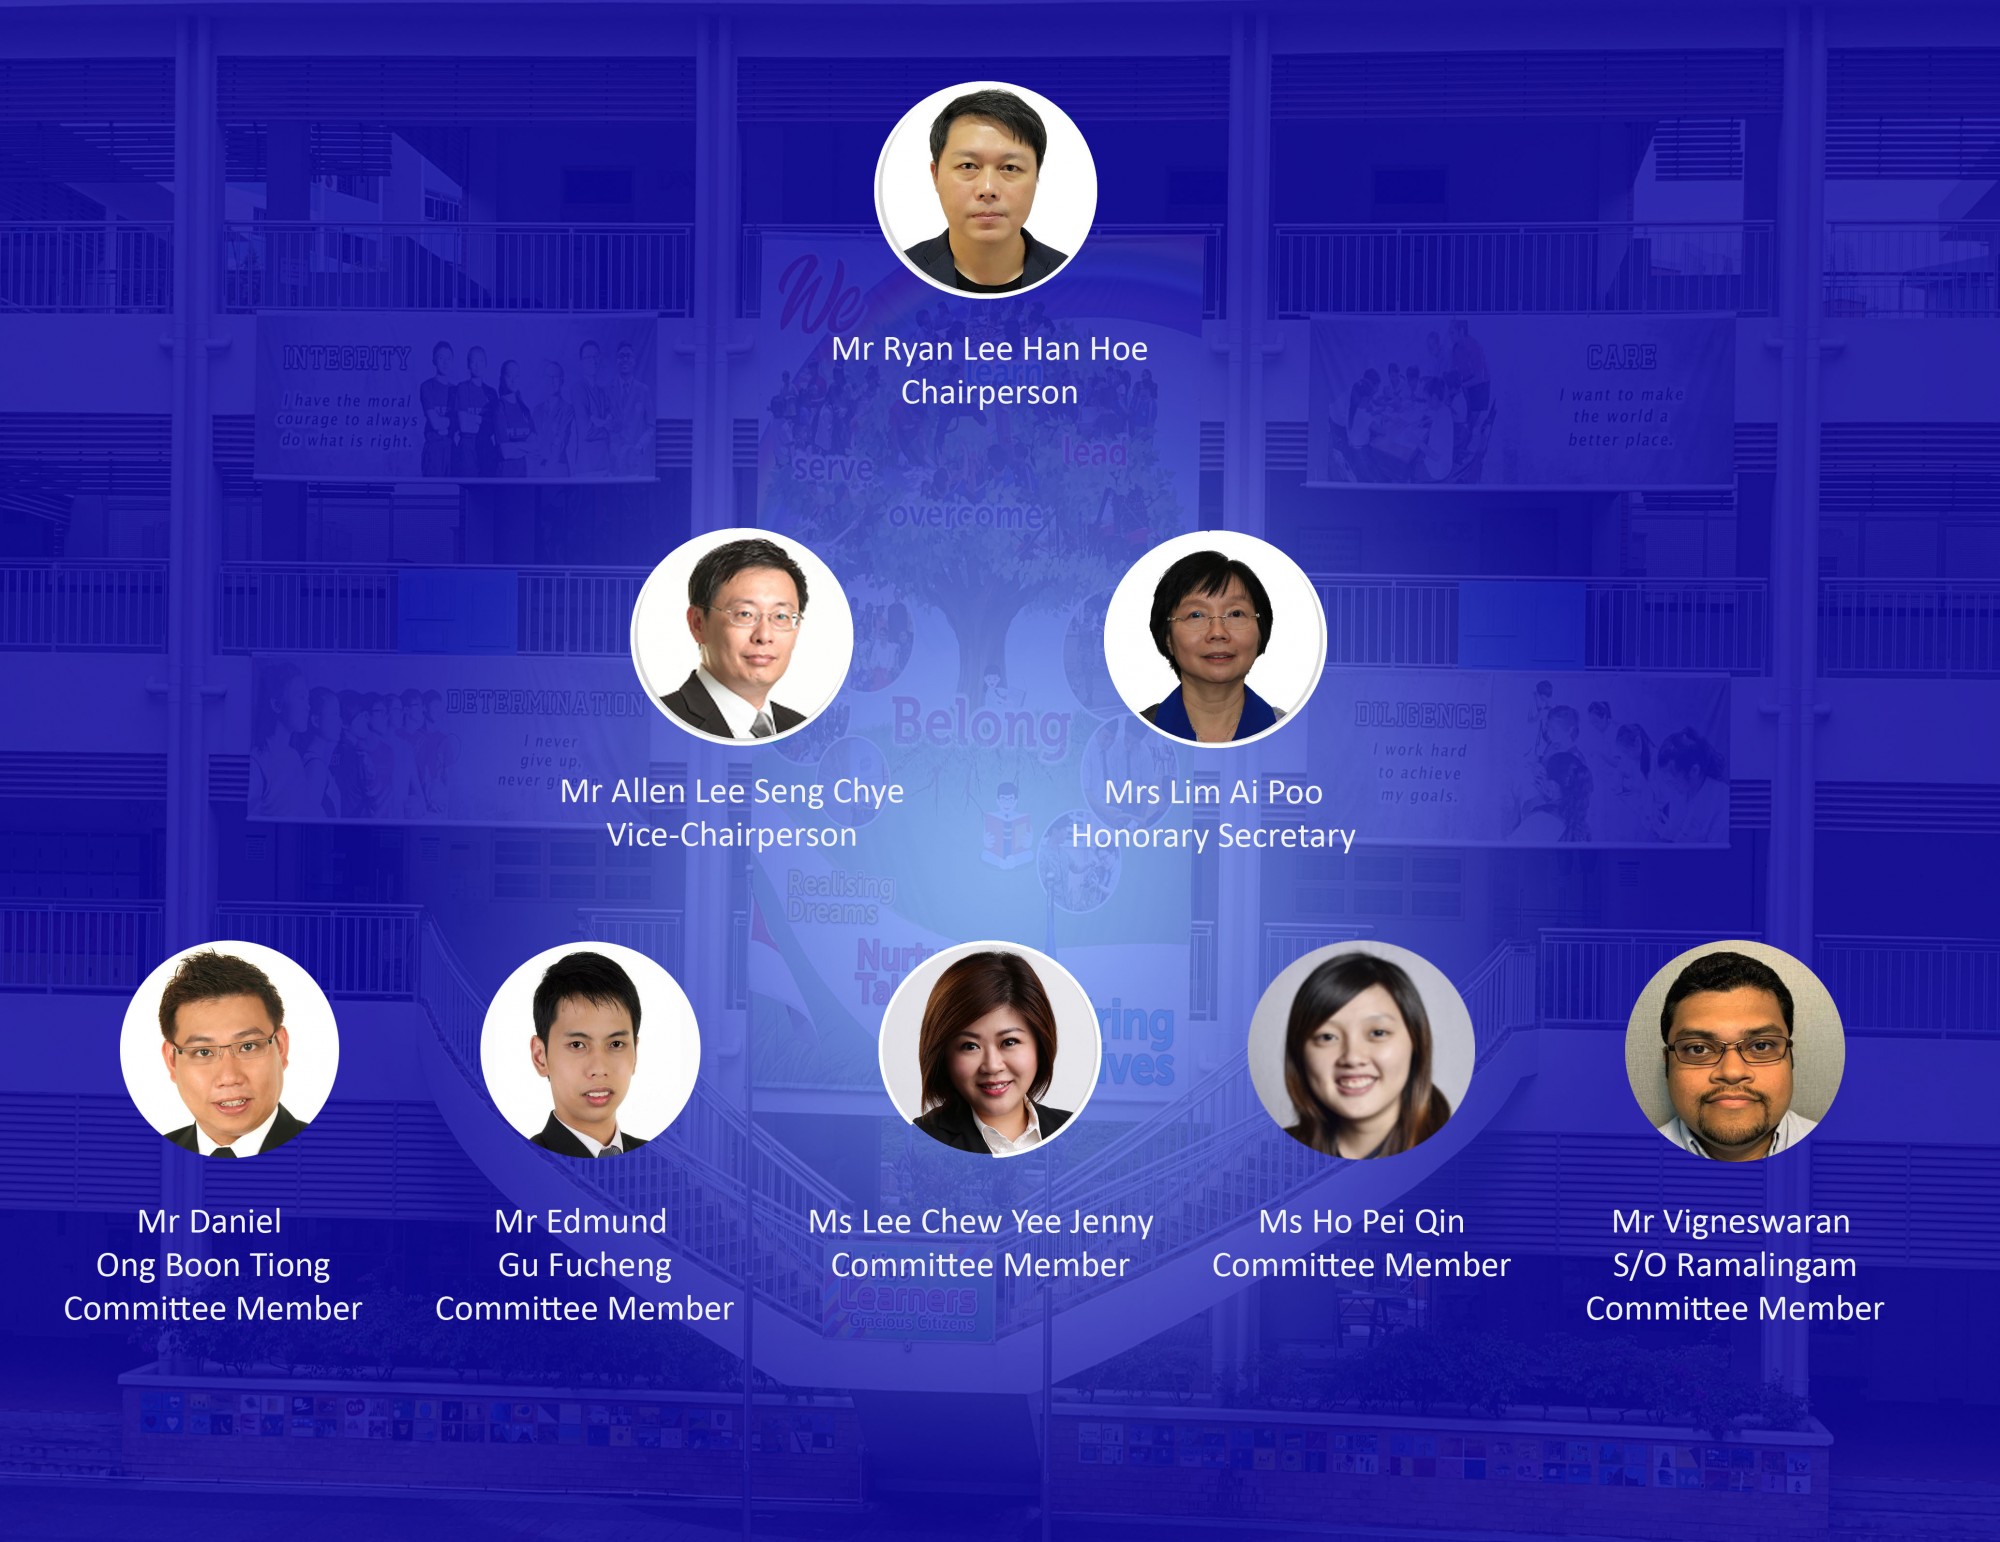 We
Mr Ryan Lee Han Hoe
Chairperson
learn
INTEGRITY
I have the moral
courage to always
do what is right.
CARE
I want to make
the world a
better place.
serve
lead
overcome
Belong
DETERMINATION
I never
give up,
DILIGENCE
I work hard
to achieve
my goals.
Mr Allen Lee Seng Chye
Vice-Chairperson
Mrs Lim Ai Poo
Honorary Secretary
Realising
Dreams
Mr Daniel
Ong Boon Tiong
Committee Member
Mr Edmund
Gu Fucheng
Committee Member
Ms Lee Chew Yee Jenny
Committee Member
Ms Ho Pei Qin
Committee Member
Mr Vigneswaran
S/O Ramalingam
Committee Member
Learners
Gracious Citizens